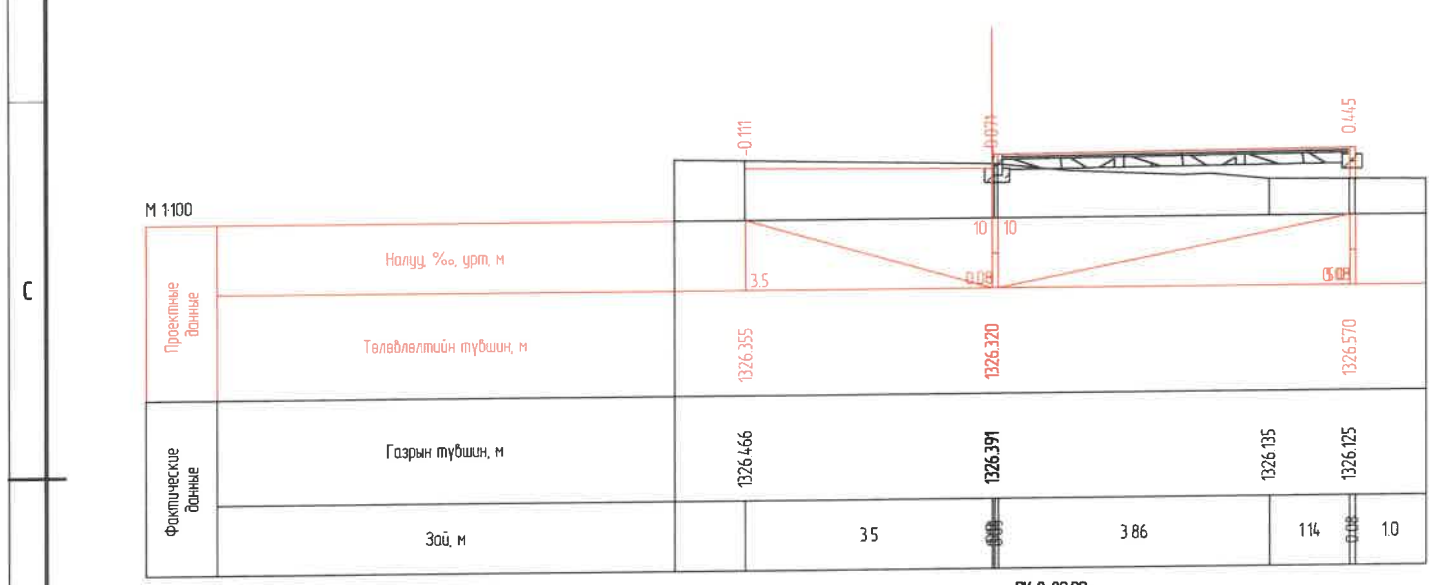 -0.111
0.071
0.445
М 1:100
С
Проектные
данные
Налуу, ‰, урт, м
10 10
3.5
0.08
Төлөвлөлтийн түвшин, м
1326.355
1326.320
1326.570
Фактические
данные
Газрын түвшин, м
1326.466
1326.391
1326.135
1326.125
Зай, м
3.5
3.86
1.14
0.08
1.0